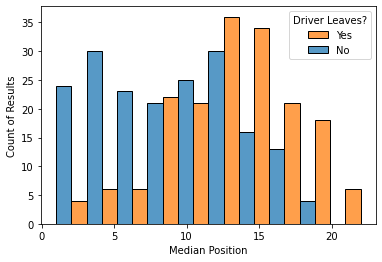 Driver Leaves?
Yes
No
Count of Results
35
30
25
20
15
10
5
0
0 5 10 15 20
Median Position